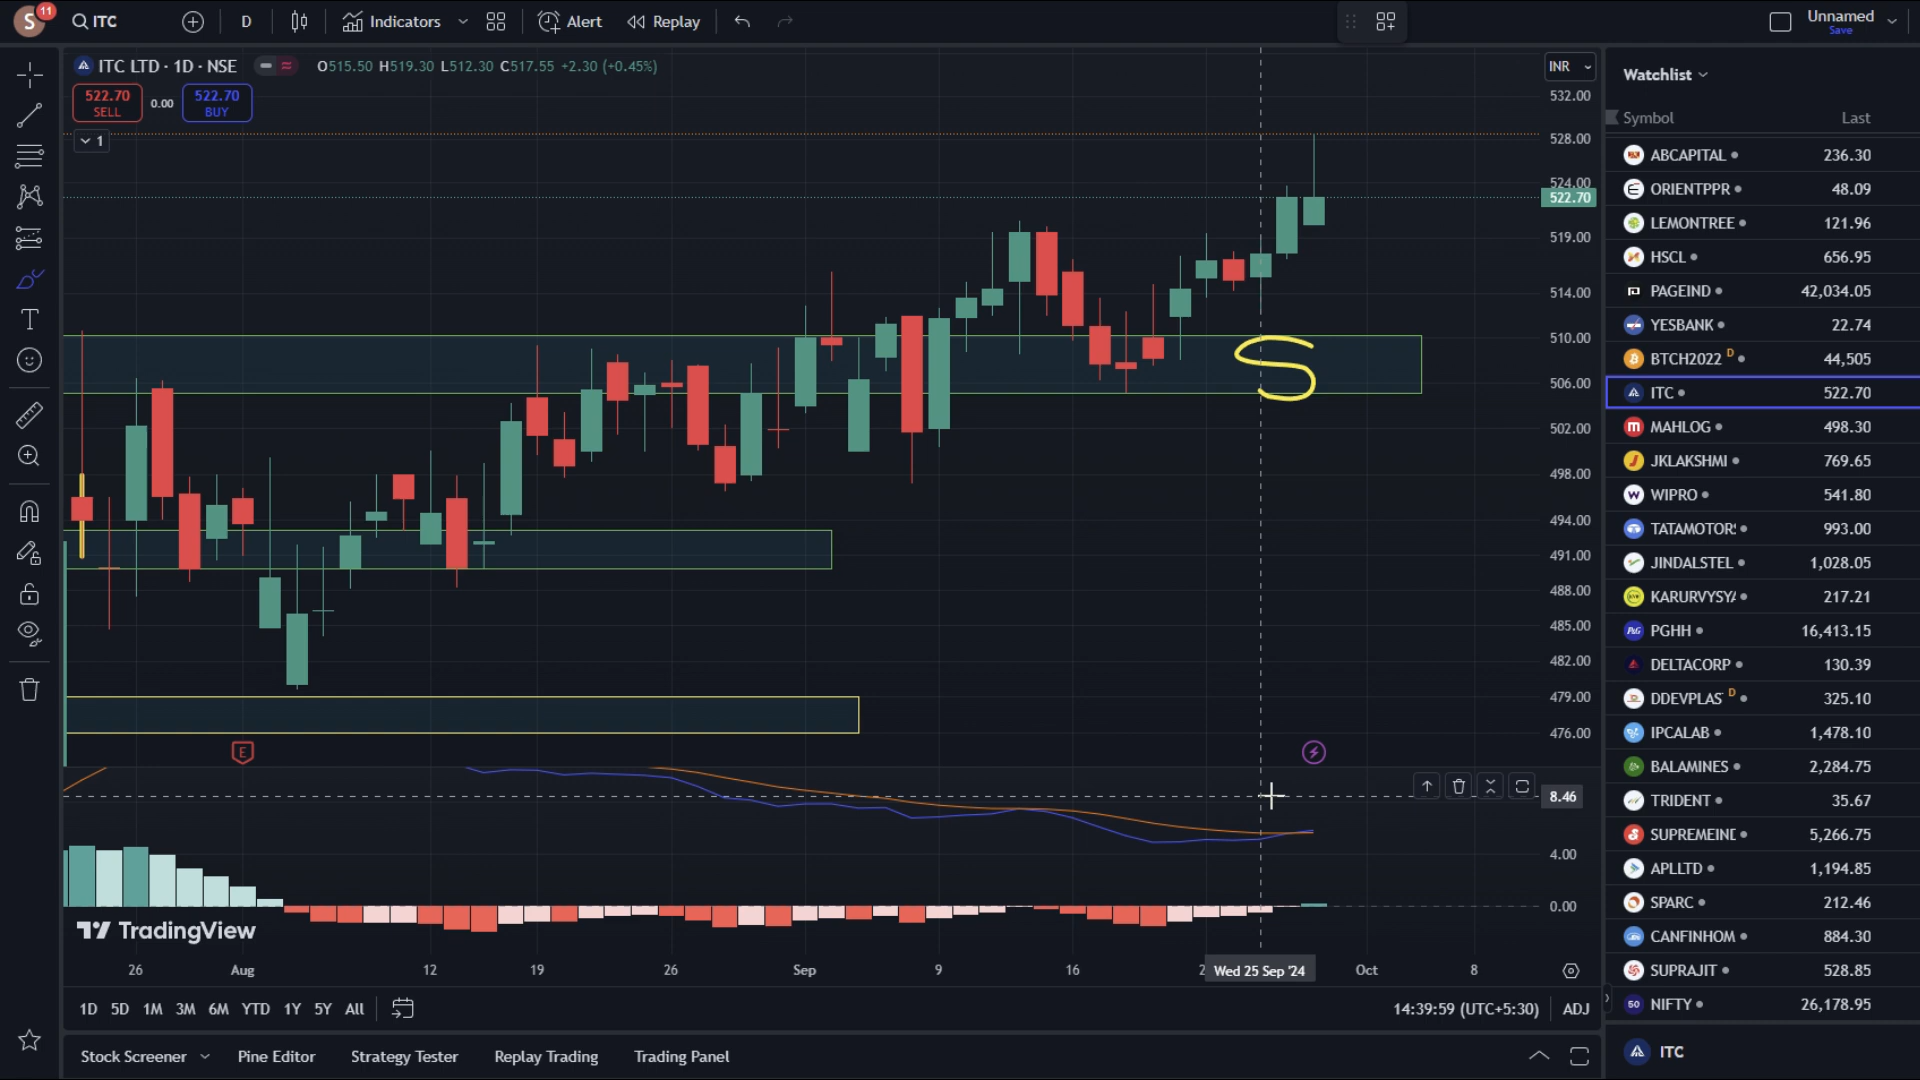 S 11 ITC D Indicators Alert Replay Unnamed
Save
ITC LTD · 1D · NSE O515.50 H519.30 L512.30 C517.55 +2.30 (+0.45%) INR
522.70 SELL 0.00 522.70 BUY
1
532.00
528.00
524.00
522.70
519.00
514.00
510.00
506.00
502.00
498.00
494.00
491.00
488.00
485.00
482.00
479.00
476.00
S
E
8.46
4.00
0.00
TradingView
26 Aug 12 19 26 Sep 9 16 2 Wed 25 Sep '24 Oct 8
1D 5D 1M 3M 6M YTD 1Y 5Y All 14:39:59 (UTC+5:30) ADJ
Stock Screener Pine Editor Strategy Tester Replay Trading Trading Panel
Watchlist
Symbol Last
ABCAPITAL 236.30
ORIENTPPR 48.09
LEMONTREE 121.96
HSCL 656.95
PAGEIND 42,034.05
YESBANK 22.74
BTCH2022 D 44,505
ITC 522.70
MAHLOG 498.30
JKLAKSHMI 769.65
WIPRO 541.80
TATAMOTOR 993.00
JINDALSTEL 1,028.05
KARURVYSY 217.21
P&G PGHH 16,413.15
DELTACORP 130.39
DDEVPLAS D 325.10
IPCALAB 1,478.10
BALAMINES 2,284.75
TRIDENT 35.67
SUPREMEIND 5,266.75
APLLTD 1,194.85
SPARC 212.46
CANFINHOM 884.30
SUPRAJIT 528.85
50 NIFTY 26,178.95
ITC